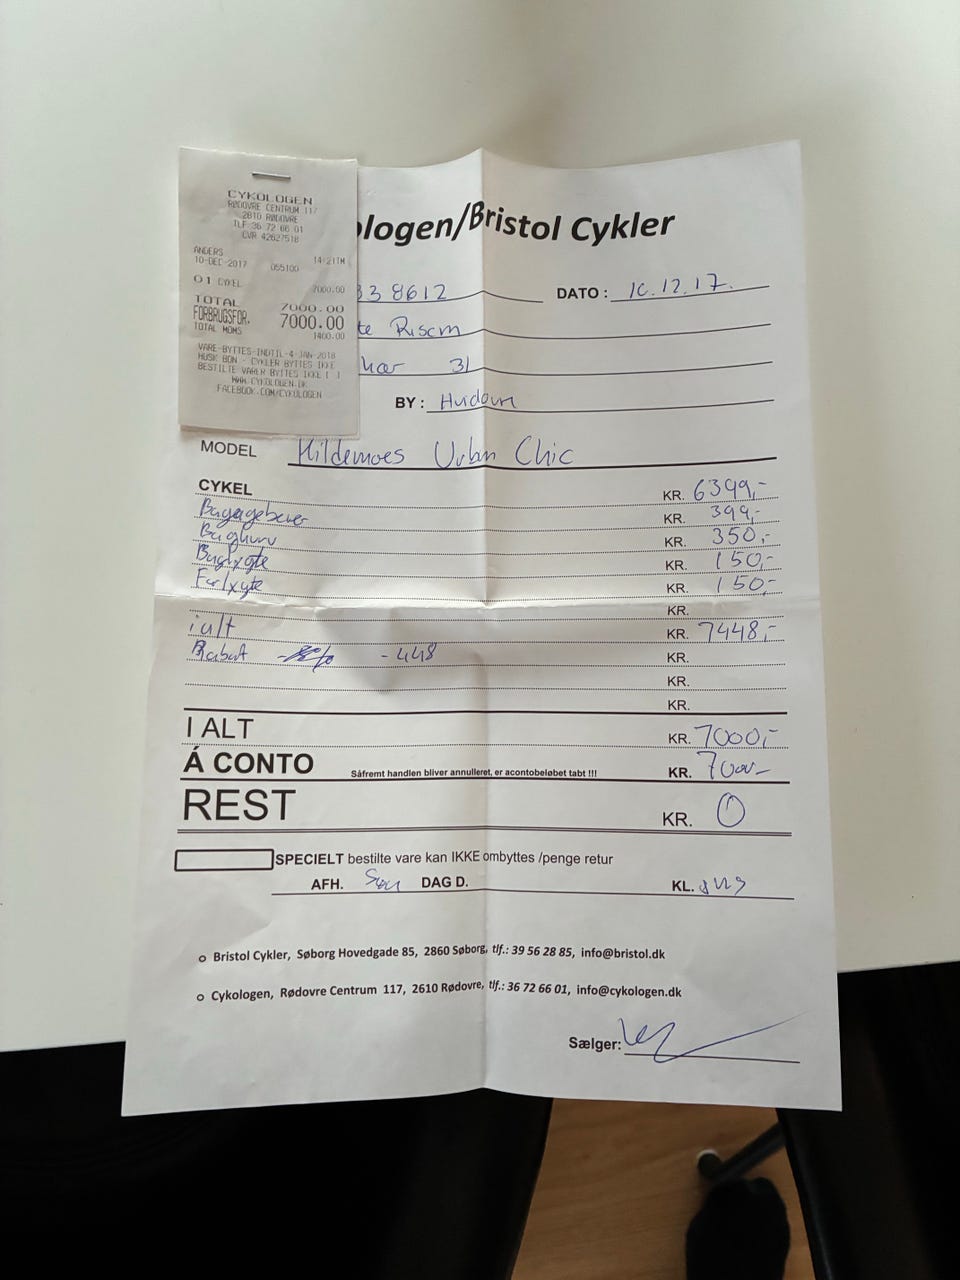 CYKOLOGEN
RØDOVRE CENTRUM 117
2610 RØDOVRE
TLF 36 72 66 01
CVR 42627518
ANDERS
10-DEC-2017 055100 14:21TM
01 CYKEL 7000.00
TOTAL 7000.00
FORBRUGSFOR. 7000.00
TOTAL MOMS 1400.00
VARE BYTTES INDTIL 4-JAN-2018
HUSK BON - CYKLER BYTTES IKKE
BESTILTE VARER BYTTES IKKE [ ]
WWW.CYKOLOGEN.DK
FACEBOOK.COM/CYKOLOGEN
ologen/Bristol Cykler
38612 DATO: 10.12.17.
31
BY: Hvidovre
MODEL Kildemoes Urban Chic
CYKEL KR. 6399,-
Bagagebærer KR. 399,-
Baghjul KR. 350,-
Baglygte KR. 150,-
Forlygte KR. 150,-
KR.
i alt KR. 7448,-
Rabat -448 KR.
KR.
KR.
I ALT KR. 7000,-
Á CONTO Såfremt handlen bliver annulleret, er acontobeløbet tabt !!! KR. 7000-
REST KR. 0
SPECIELT bestilte vare kan IKKE ombyttes /penge retur
AFH. DAG D. KL.
o Bristol Cykler, Søborg Hovedgade 85, 2860 Søborg, tlf.: 39 56 28 85, info@bristol.dk
o Cykologen, Rødovre Centrum 117, 2610 Rødovre, tlf.: 36 72 66 01, info@cykologen.dk
Sælger: